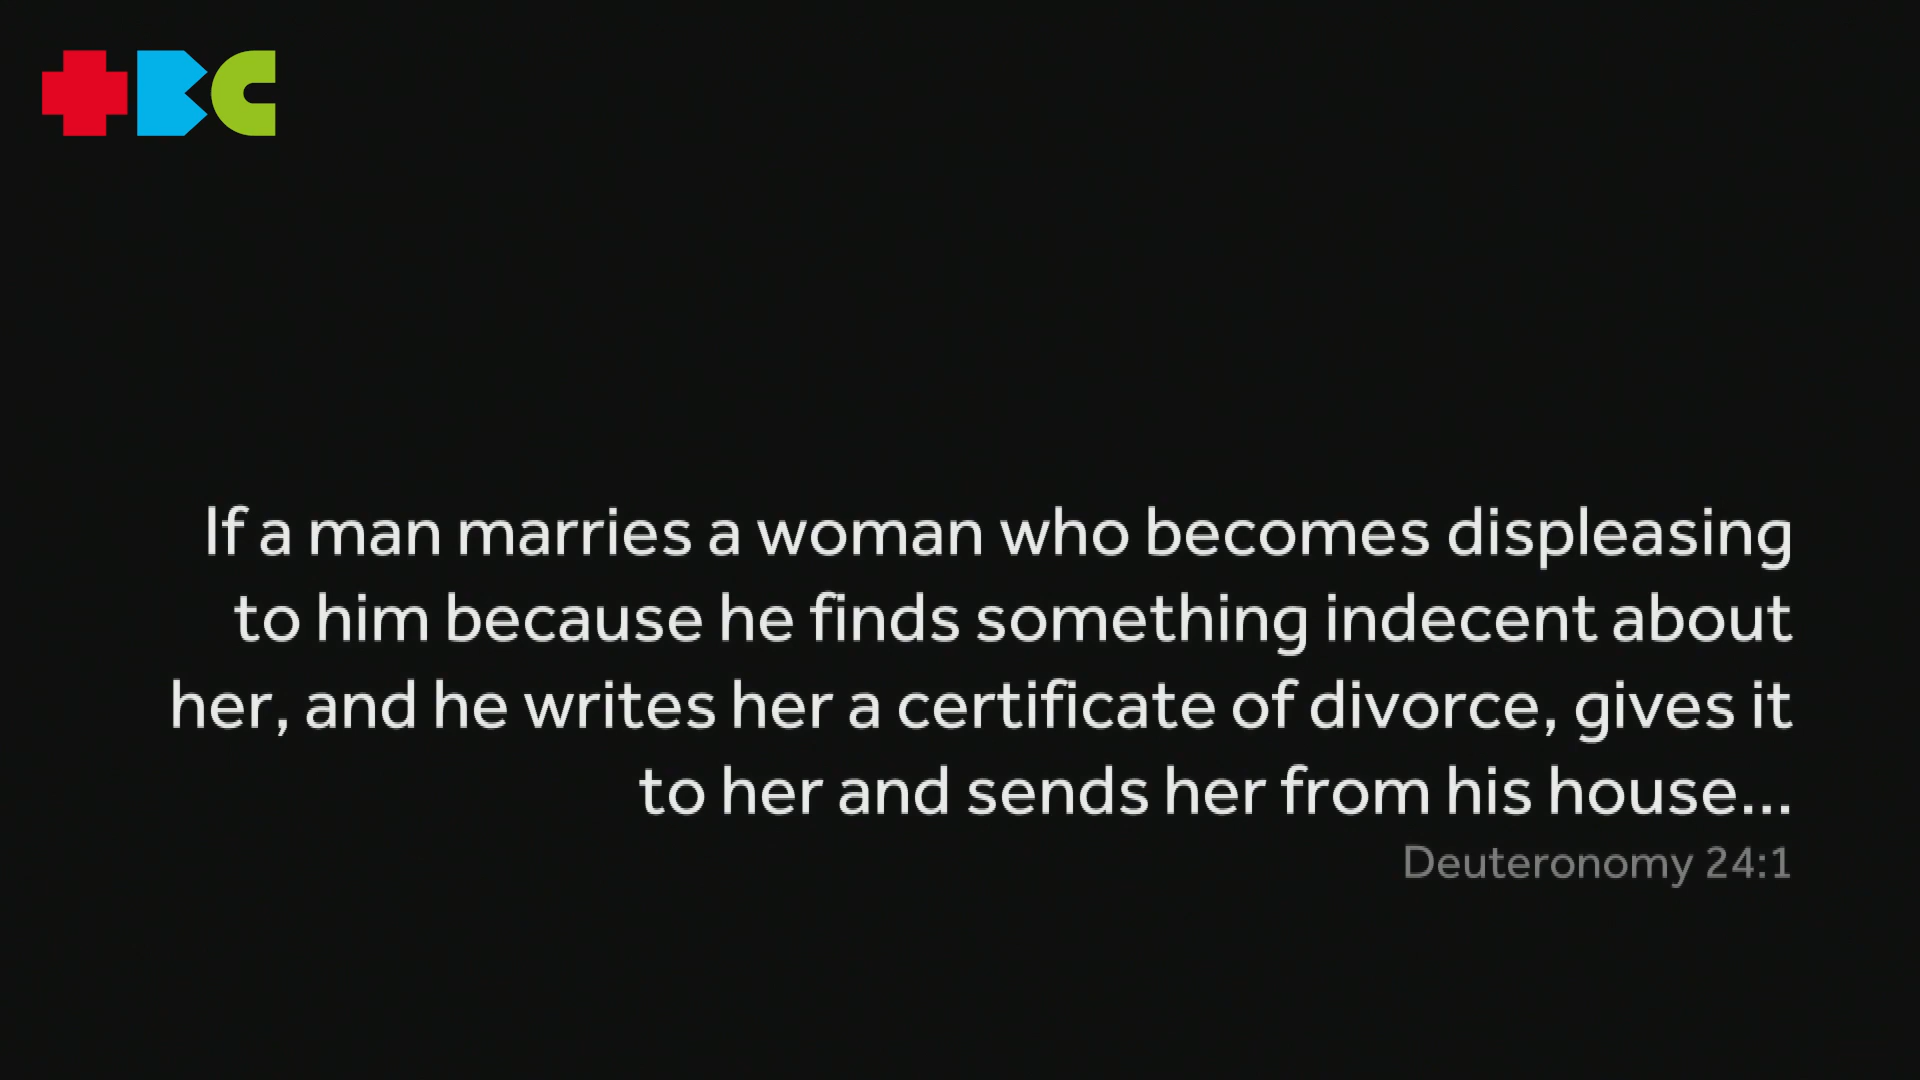 BC
If a man marries a woman who becomes displeasing
to him because he finds something indecent about
her, and he writes her a certificate of divorce, gives it
to her and sends her from his house...
Deuteronomy 24:1